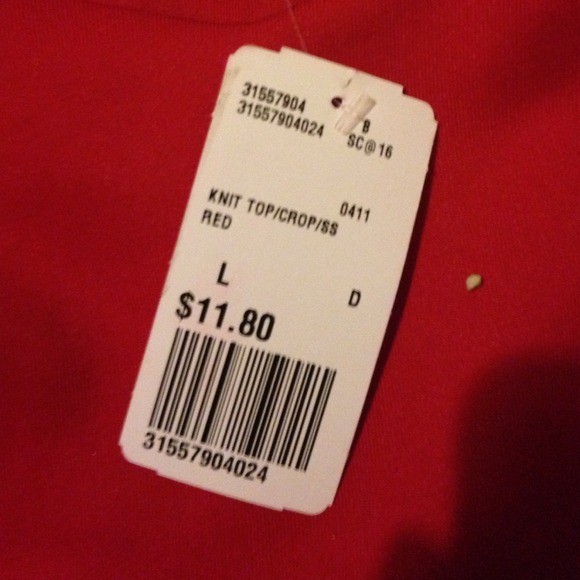 31557904
B
31557904024
SC@16
KNIT TOP/CROP/SS 0411
RED
L
D
$11.80
31557904024